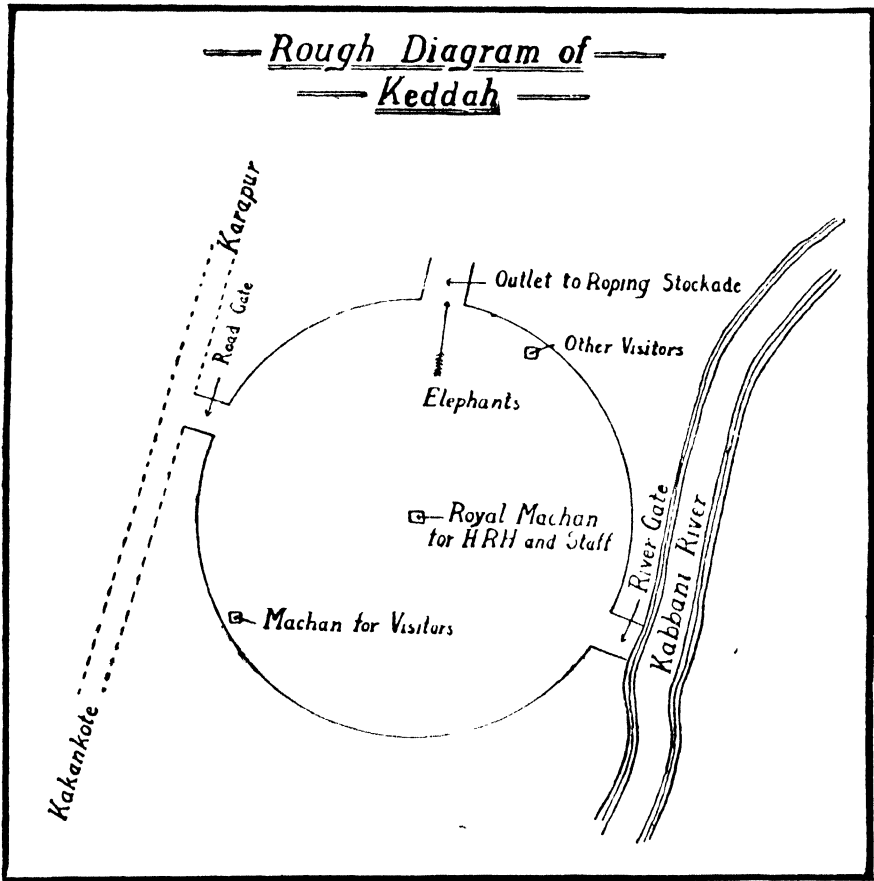 Rough Diagram of
Keddah
Karapur
Road Gate
Outlet to Roping Stockade
Other Visitors
Elephants
Royal Machan
for HRH and Staff
River Gate
Kabbani River
Machan for Visitors
Kakankote